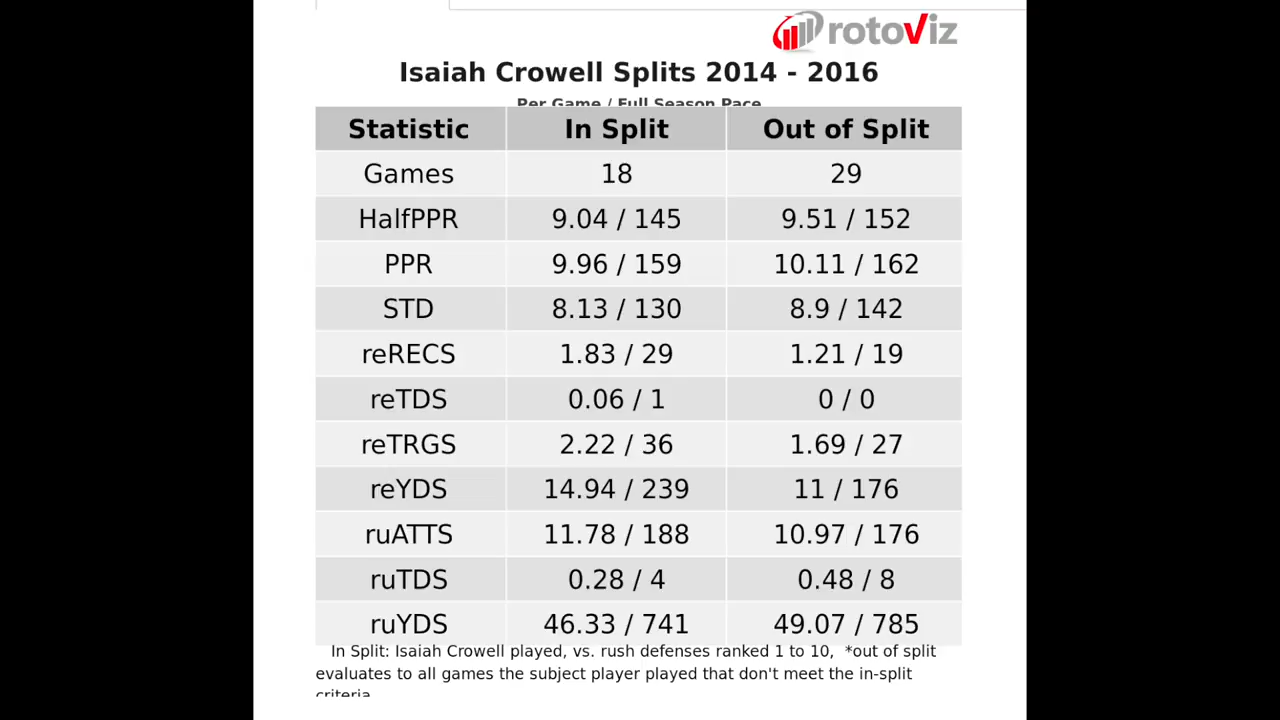 rotoViz
Isaiah Crowell Splits 2014 - 2016
Per Game / Full Season Pace
Statistic In Split Out of Split
Games 18 29
HalfPPR 9.04 / 145 9.51 / 152
PPR 9.96 / 159 10.11 / 162
STD 8.13 / 130 8.9 / 142
reRECS 1.83 / 29 1.21 / 19
reTDS 0.06 / 1 0 / 0
reTRGS 2.22 / 36 1.69 / 27
reYDS 14.94 / 239 11 / 176
ruATTS 11.78 / 188 10.97 / 176
ruTDS 0.28 / 4 0.48 / 8
ruYDS 46.33 / 741 49.07 / 785
In Split: Isaiah Crowell played, vs. rush defenses ranked 1 to 10, *out of split
evaluates to all games the subject player played that don't meet the in-split
criteria